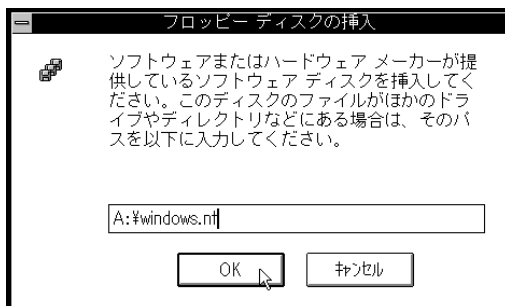 フロッピー ディスクの挿入
ソフトウェアまたはハードウェア メーカーが提
供しているソフトウェア ディスクを挿入してく
ださい。このディスクのファイルがほかのドラ
イブやディレクトリなどにある場合は、そのパ
スを以下に入力してください。
A:¥windows.nt
OK
ｷｬﾝｾﾙ